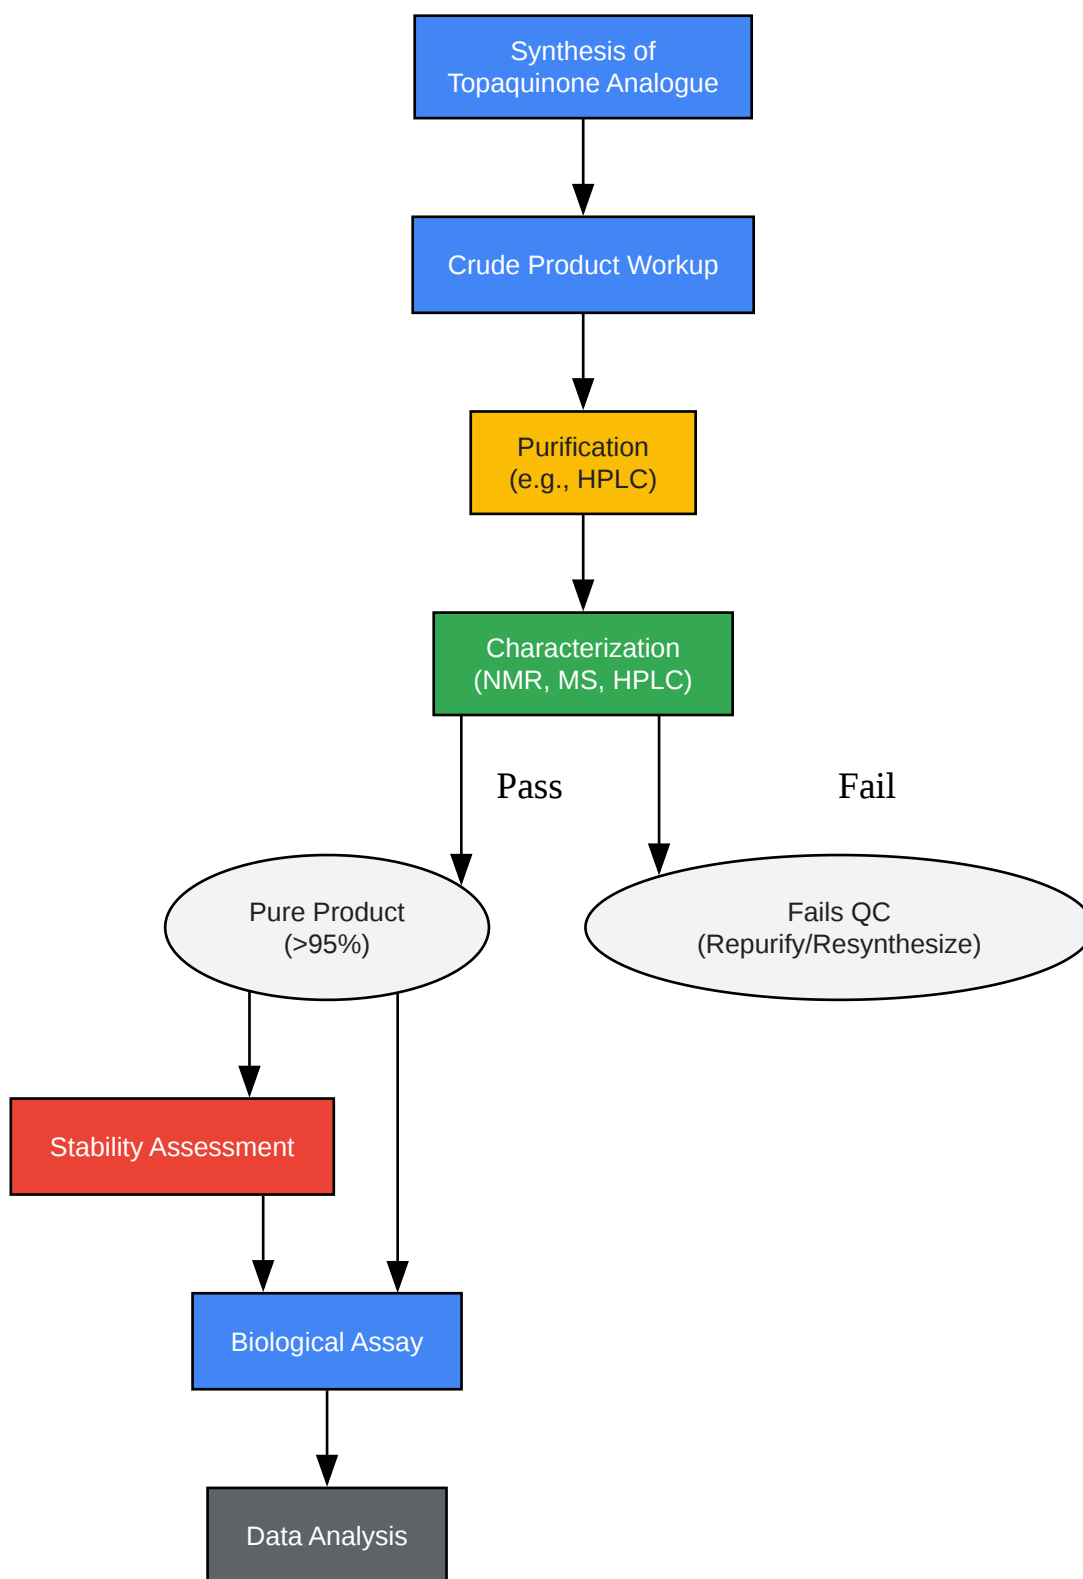 Synthesis of
Topaquinone Analogue
Crude Product Workup
Purification
(e.g., HPLC)
Characterization
(NMR, MS, HPLC)
Pass
Fail
Pure Product
(>95%)
Fails QC
(Repurify/Resynthesize)
Stability Assessment
Biological Assay
Data Analysis